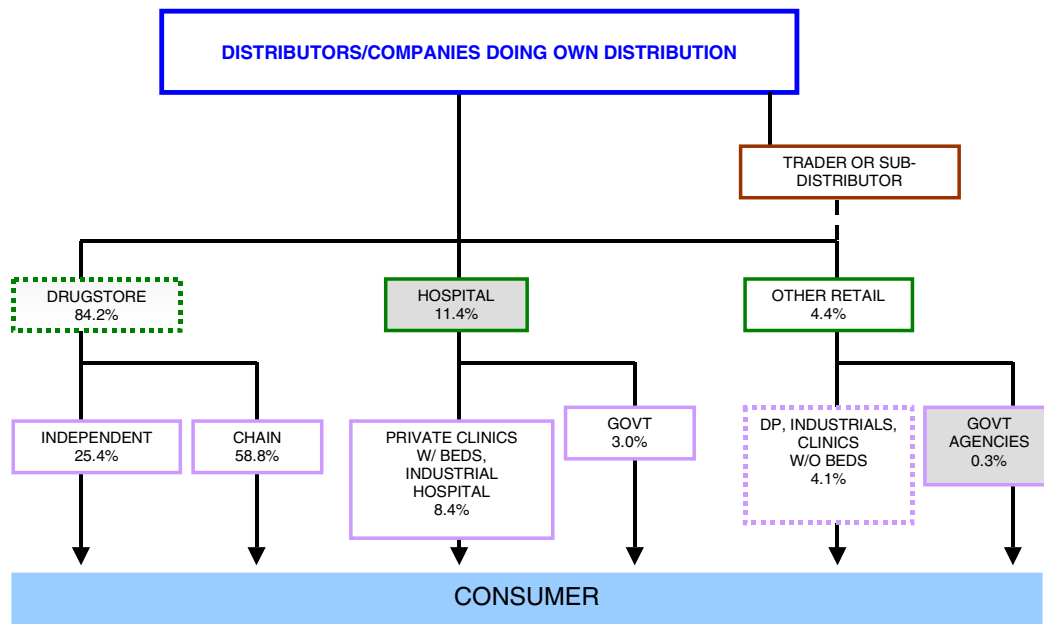 DISTRIBUTORS/COMPANIES DOING OWN DISTRIBUTION
TRADER OR SUB-
DISTRIBUTOR
DRUGSTORE
84.2%
HOSPITAL
11.4%
OTHER RETAIL
4.4%
INDEPENDENT
25.4%
CHAIN
58.8%
PRIVATE CLINICS
W/ BEDS,
INDUSTRIAL
HOSPITAL
8.4%
GOVT
3.0%
DP, INDUSTRIALS,
CLINICS
W/O BEDS
4.1%
GOVT
AGENCIES
0.3%
CONSUMER